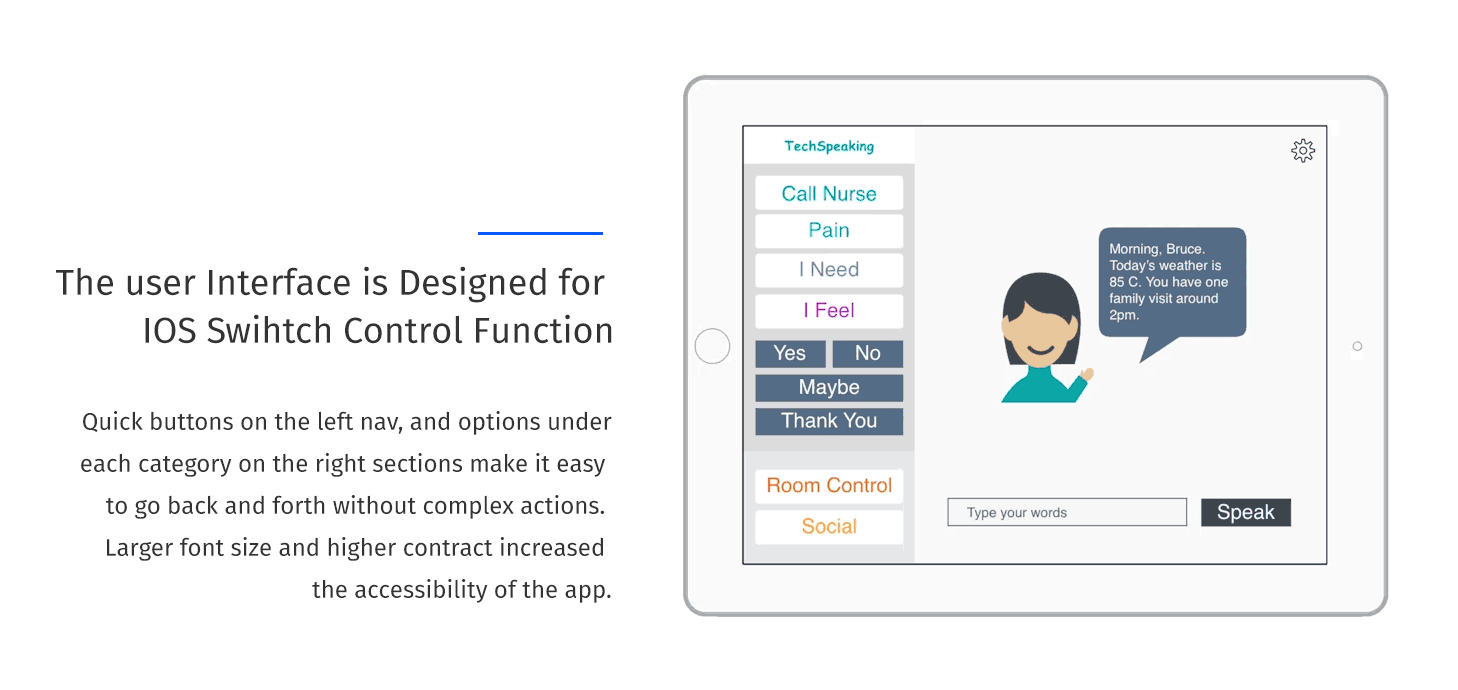 The user Interface is Designed for
IOS Swihtch Control Function
Quick buttons on the left nav, and options under
each category on the right sections make it easy
to go back and forth without complex actions.
Larger font size and higher contract increased
the accessibility of the app.
TechSpeaking
Call Nurse
Pain
I Need
I Feel
Yes No
Maybe
Thank You
Room Control
Social
Morning, Bruce.
Today's weather is
85 C. You have one
family visit around
2pm.
Type your words
Speak